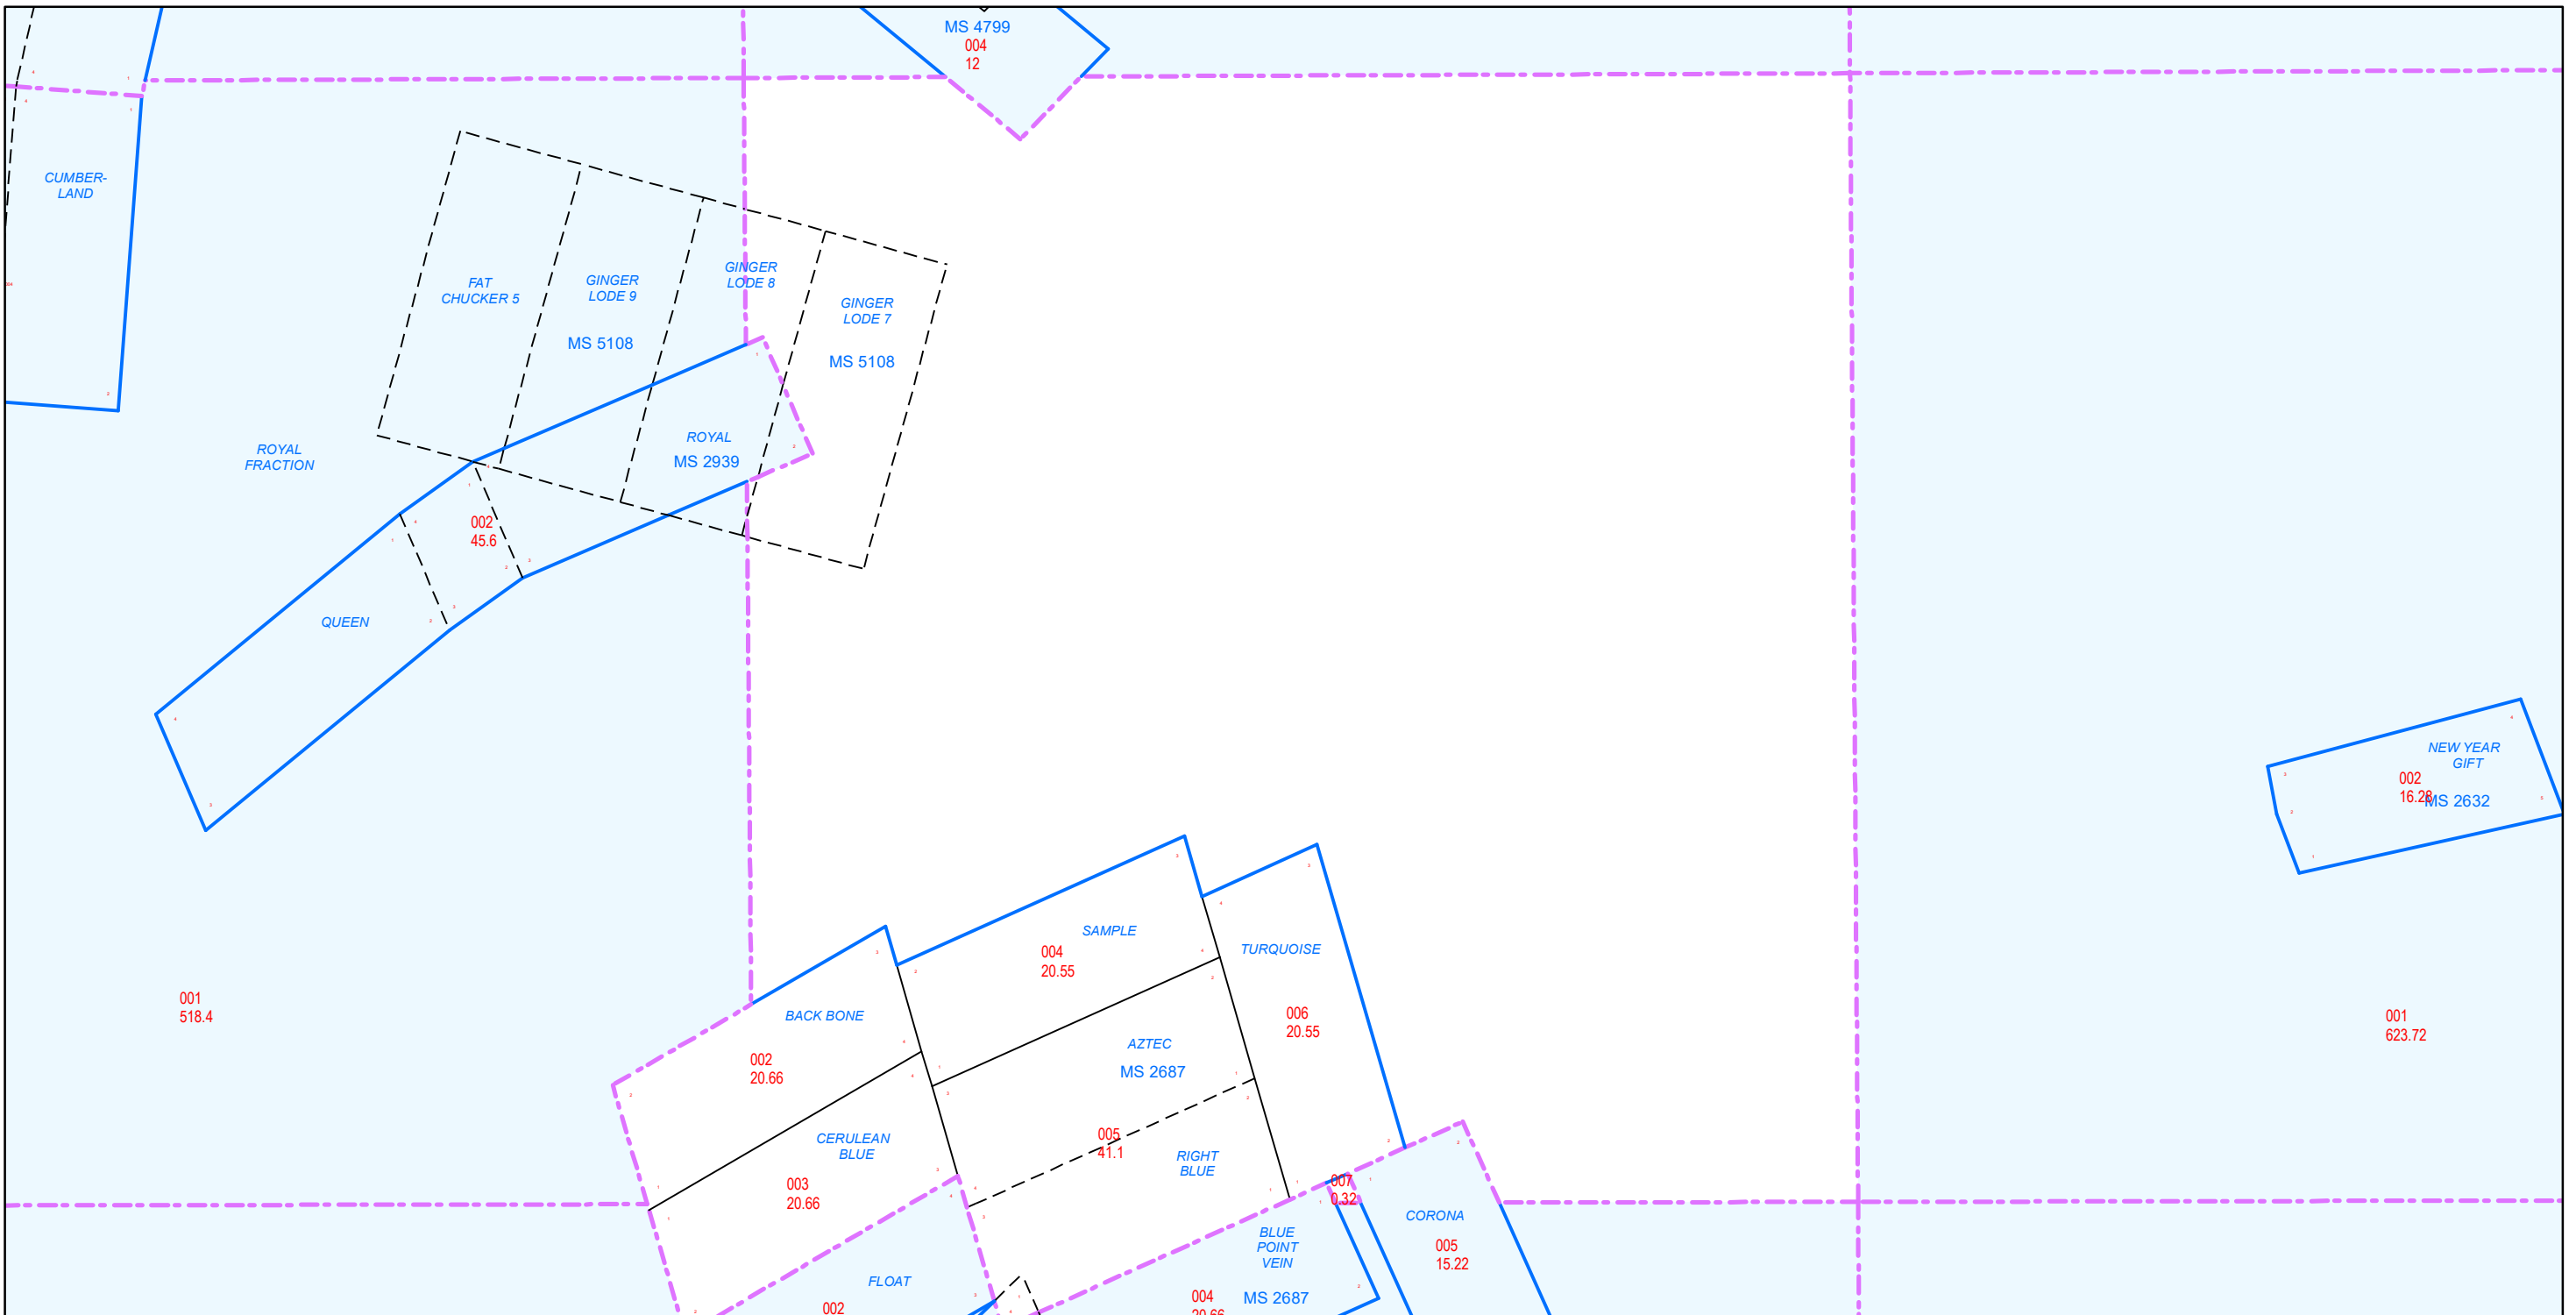 MS 4799
004
12
CUMBER-
LAND
FAT
CHUCKER 5
GINGER
LODE 9
MS 5108
GINGER
LODE 8
GINGER
LODE 7
MS 5108
ROYAL
FRACTION
ROYAL
MS 2939
002
45.6
QUEEN
NEW YEAR
GIFT
002
16.28
MS 2632
SAMPLE
004
20.55
TURQUOISE
006
20.55
BACK BONE
002
20.66
AZTEC
MS 2687
001
518.4
001
623.72
CERULEAN
BLUE
003
20.66
005
41.1
RIGHT
BLUE
007
0.32
CORONA
005
15.22
BLUE
POINT
VEIN
MS 2687
004
20.66
FLOAT
002